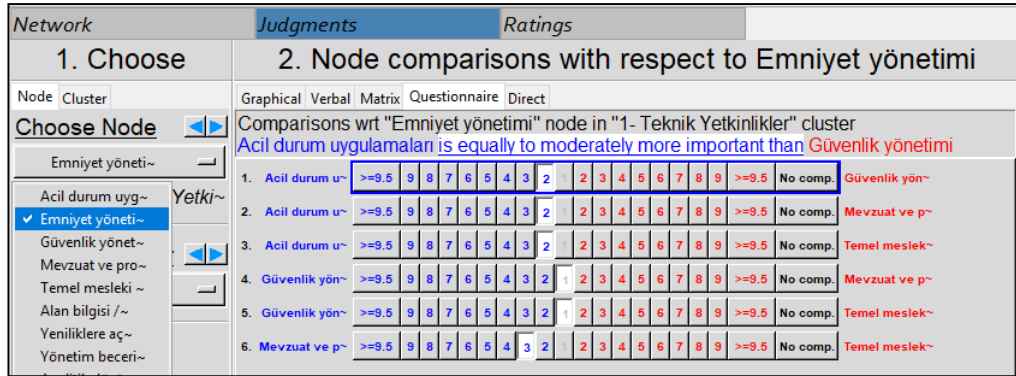 Network Judgments Ratings
1. Choose 2. Node comparisons with respect to Emniyet yönetimi
Node Cluster Graphical Verbal Matrix Questionnaire Direct
Choose Node
Comparisons wrt "Emniyet yönetimi" node in "1- Teknik Yetkinlikler" cluster
Acil durum uygulamaları is equally to moderately more important than Güvenlik yönetimi
Emniyet yöneti~
1. Acil durum u~ >=9.5 9 8 7 6 5 4 3 2 1 2 3 4 5 6 7 8 9 >=9.5 No comp. Güvenlik yön~
Acil durum uyg~ Yetki~
✓ Emniyet yöneti~
2. Acil durum u~ >=9.5 9 8 7 6 5 4 3 2 1 2 3 4 5 6 7 8 9 >=9.5 No comp. Mevzuat ve p~
Güvenlik yönet~
3. Acil durum u~ >=9.5 9 8 7 6 5 4 3 2 1 2 3 4 5 6 7 8 9 >=9.5 No comp. Temel meslek~
Mevzuat ve pro~
4. Güvenlik yön~ >=9.5 9 8 7 6 5 4 3 2 1 2 3 4 5 6 7 8 9 >=9.5 No comp. Mevzuat ve p~
Temel mesleki ~
Alan bilgisi /~
5. Güvenlik yön~ >=9.5 9 8 7 6 5 4 3 2 1 2 3 4 5 6 7 8 9 >=9.5 No comp. Temel meslek~
Yeniliklere aç~
6. Mevzuat ve p~ >=9.5 9 8 7 6 5 4 3 2 1 2 3 4 5 6 7 8 9 >=9.5 No comp. Temel meslek~
Yönetim beceri~